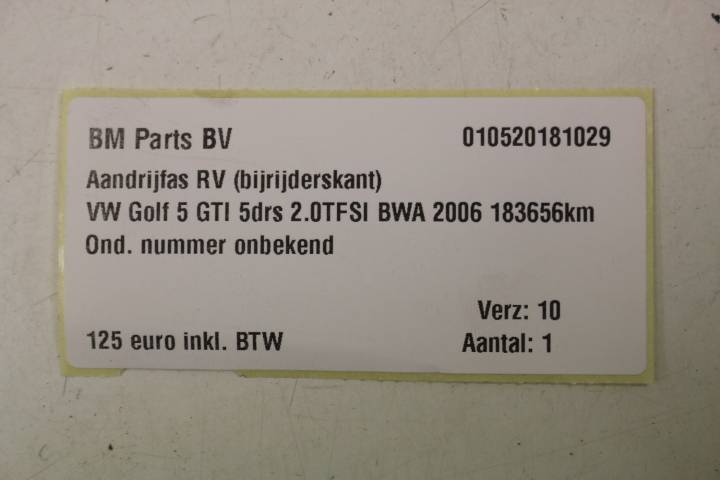 BM Parts BV 010520181029
Aandrijfas RV (bijrijderskant)
VW Golf 5 GTI 5drs 2.0TFSI BWA 2006 183656km
Ond. nummer onbekend
Verz: 10
125 euro inkl. BTW Aantal: 1